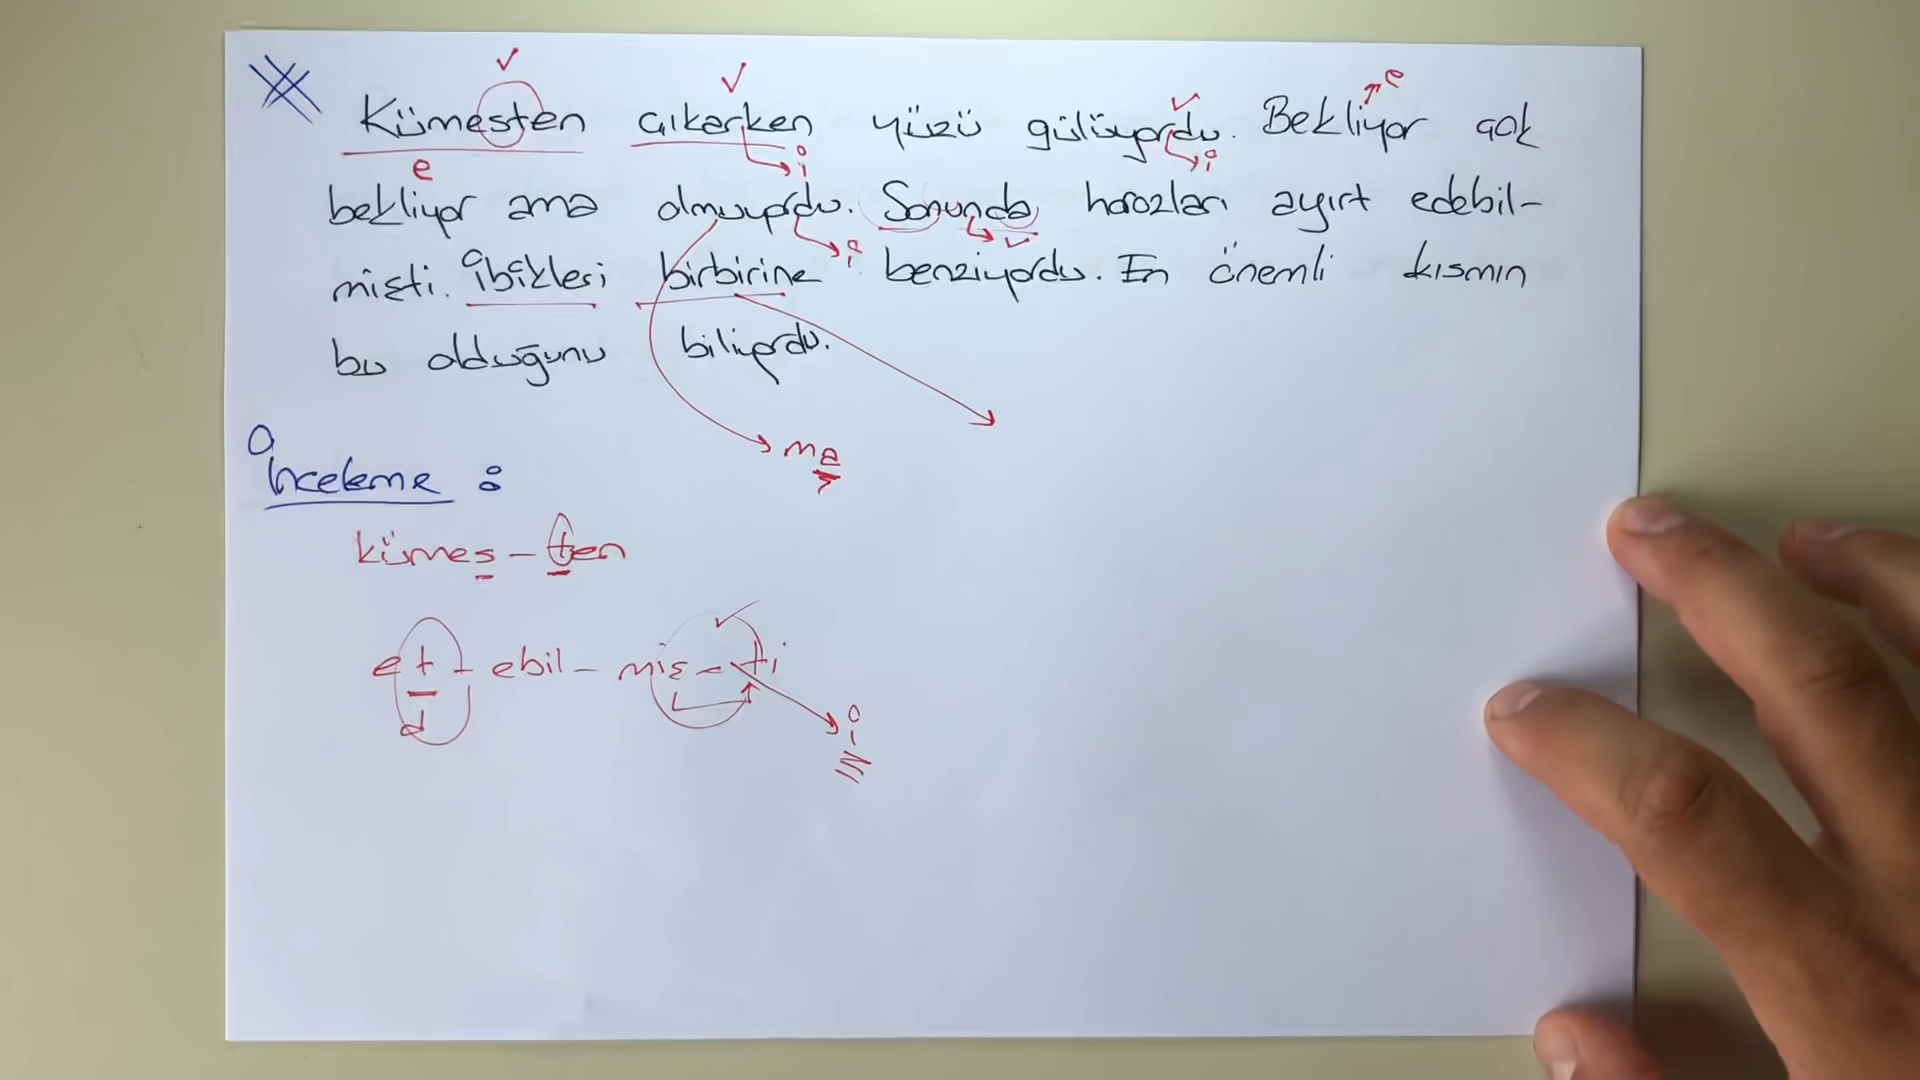 Kümesten çıkarken yüzü gülüyordu. Bekliyor çok
e i i e
bekliyor ama olmuyordu. Sonunda horozları ayırt edebil-
i
mişti. İbikleri birbirine benziyordu. En önemli kısmın
bu olduğunu biliyordu.
ma
İnceleme :
kümes - ten
et - ebil - miş - ti
d i